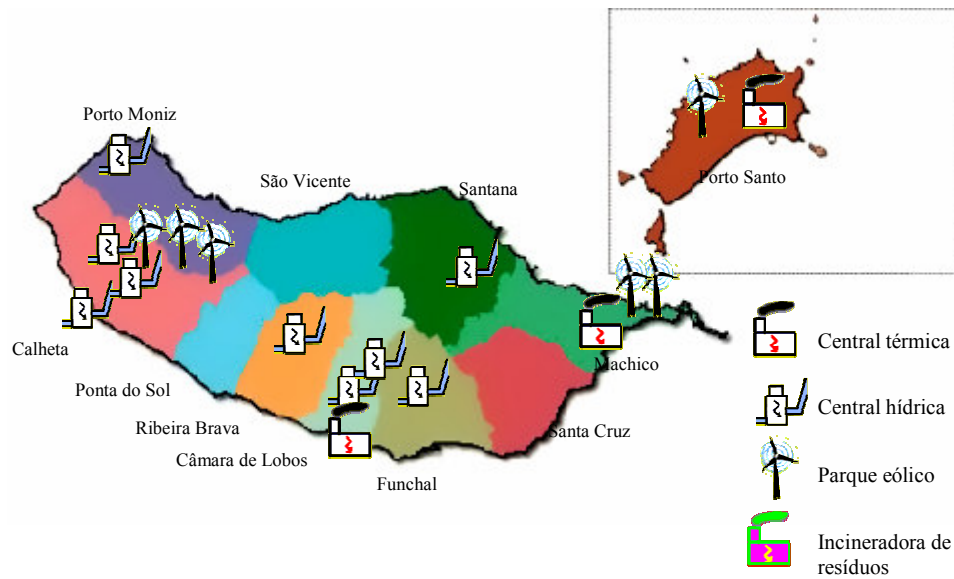 Porto Moniz
São Vicente
Santana
Porto Santo
Calheta
Ponta do Sol
Ribeira Brava
Câmara de Lobos
Funchal
Santa Cruz
Machico
Central térmica
Central hídrica
Parque eólico
Incineradora de
resíduos